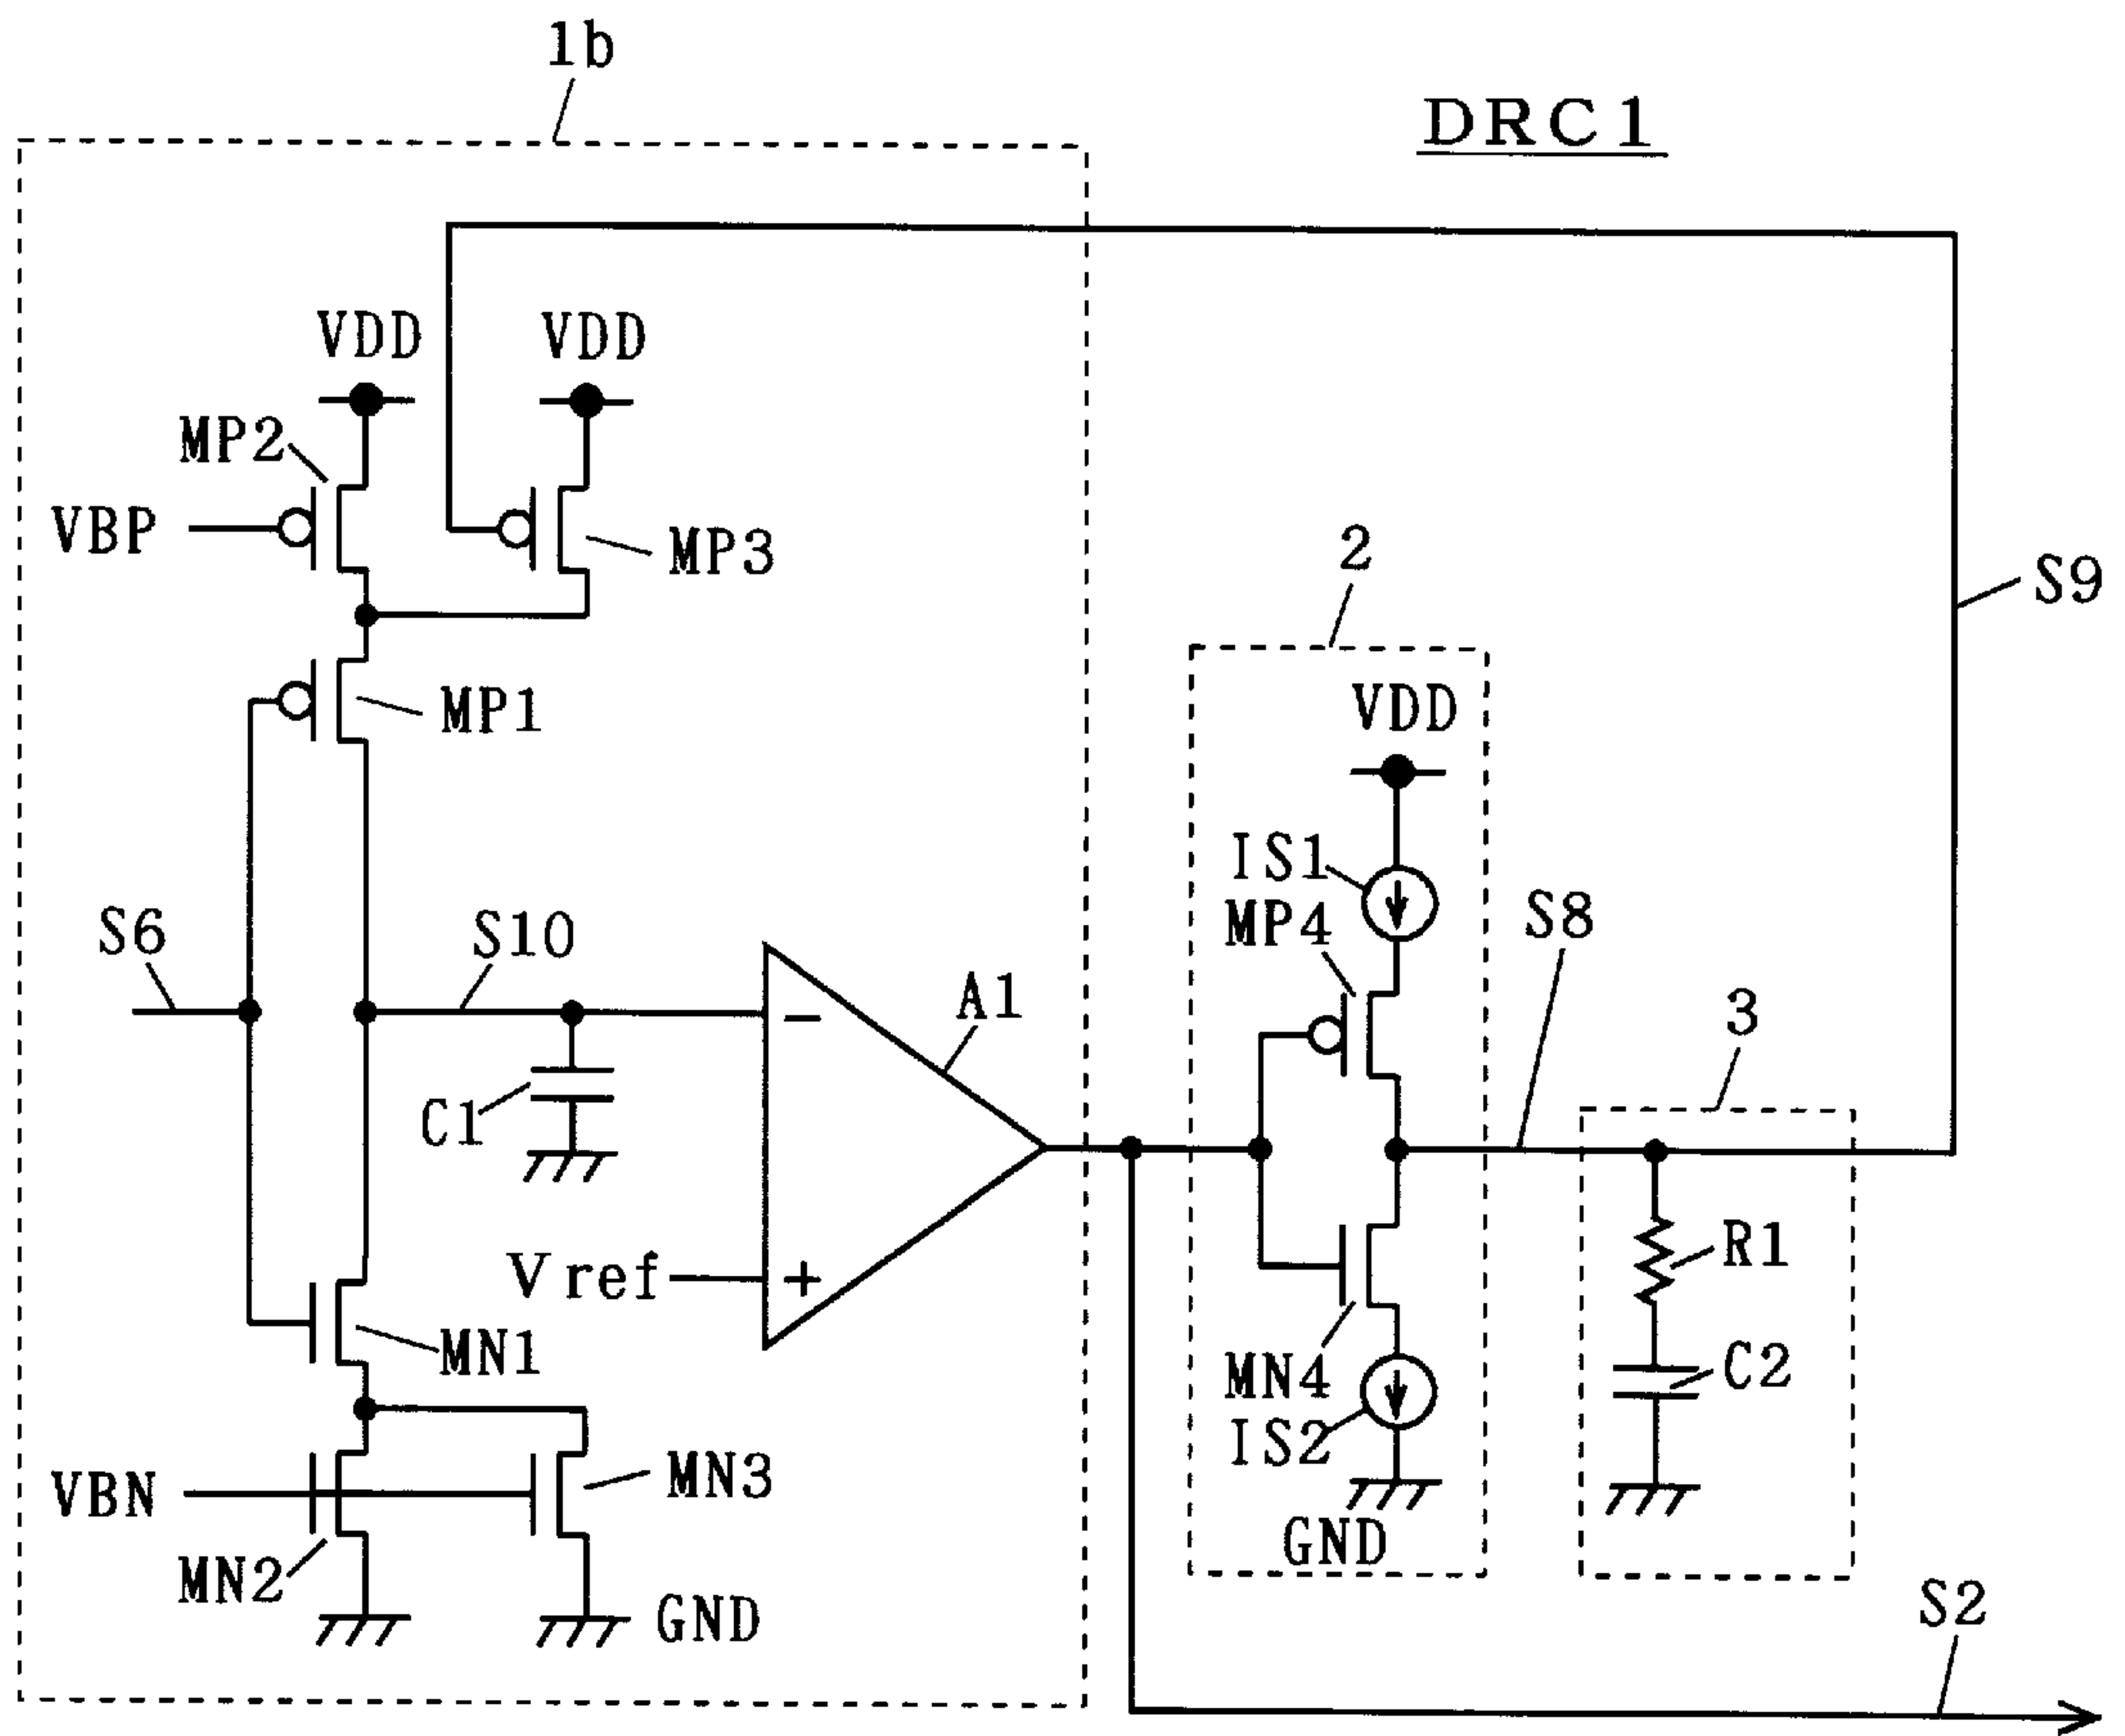 1b
DRC1
VDD
VDD
MP2
VBP
MP3
2
S9
MP1
VDD
IS1
MP4
S8
S6
S10
A1
3
-
C1
Vref
+
R1
MN1
MN4
C2
IS2
VBN
MN3
MN2
GND
GND
S2